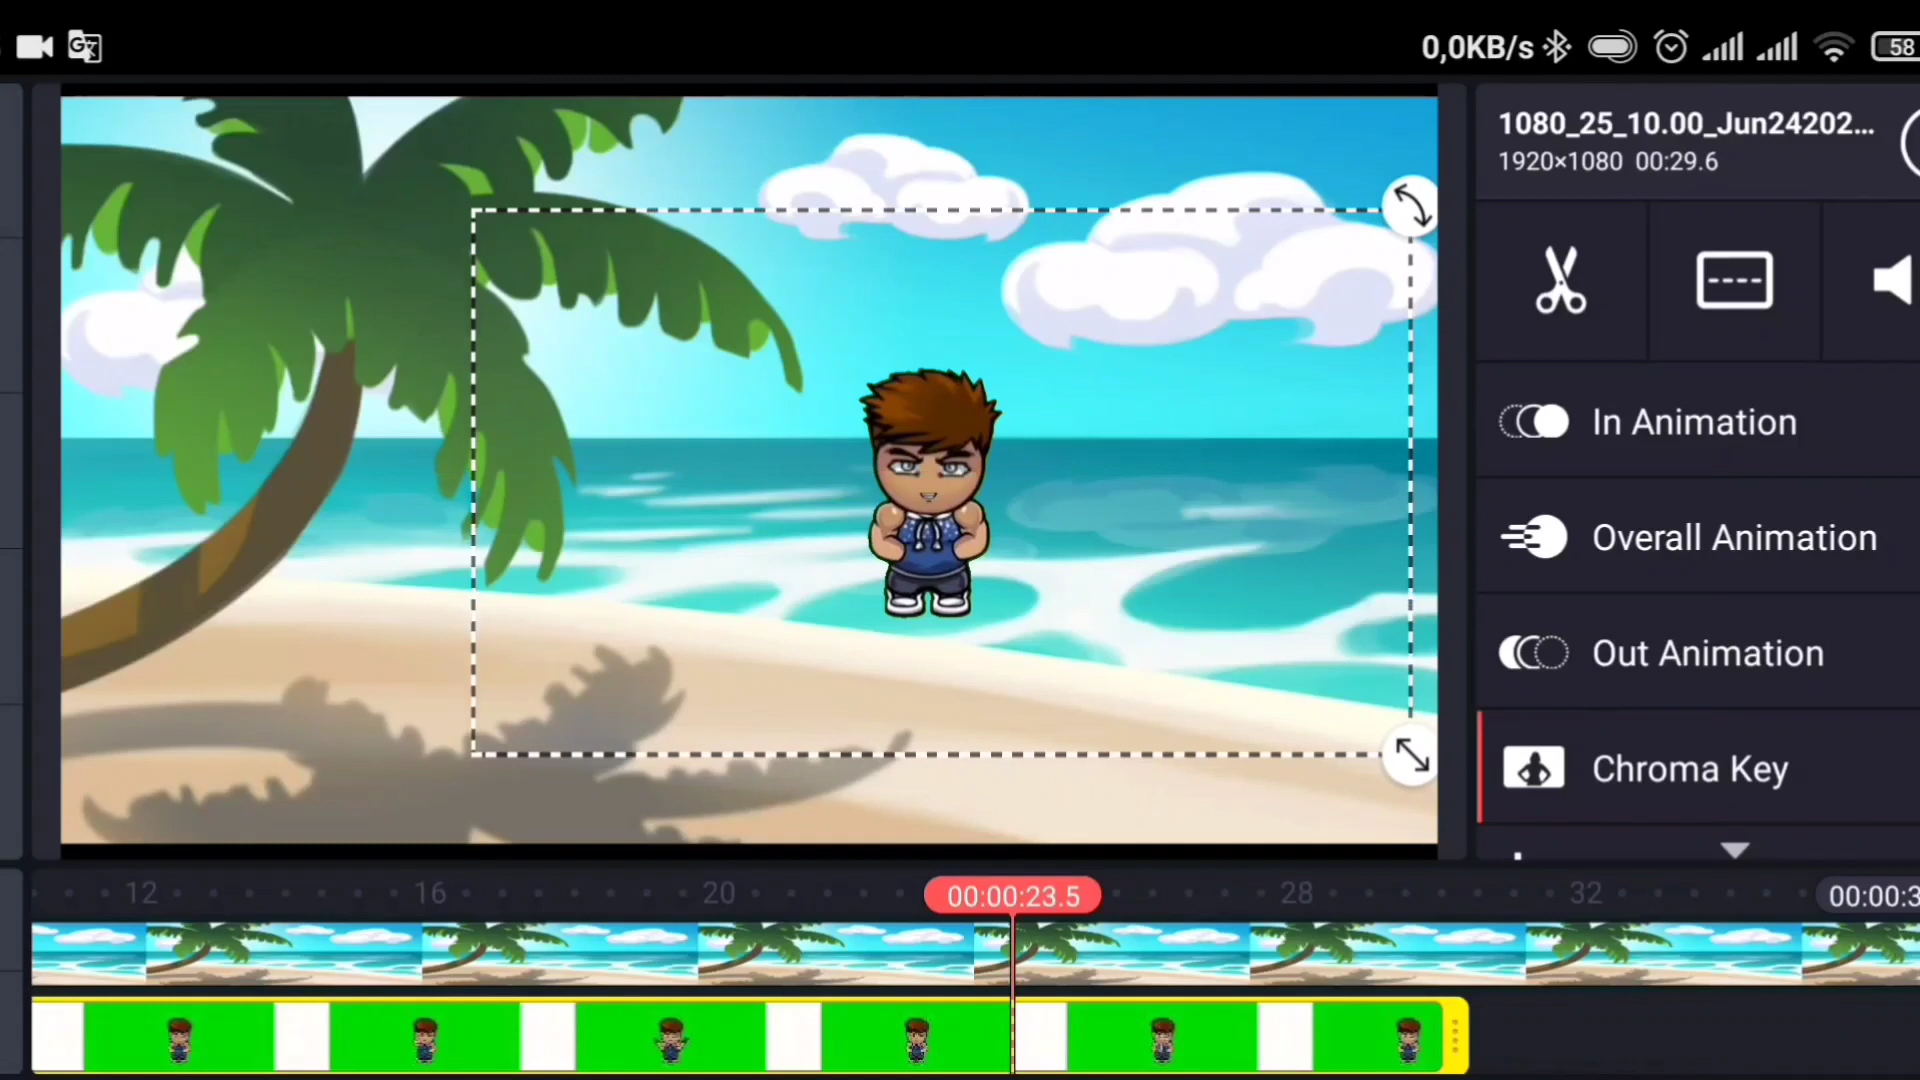 0,0KB/s 58
1080_25_10.00_Jun24202...
1920×1080 00:29.6
In Animation
Overall Animation
Out Animation
Chroma Key
12 16 20 00:00:23.5 28 32 00:00:3